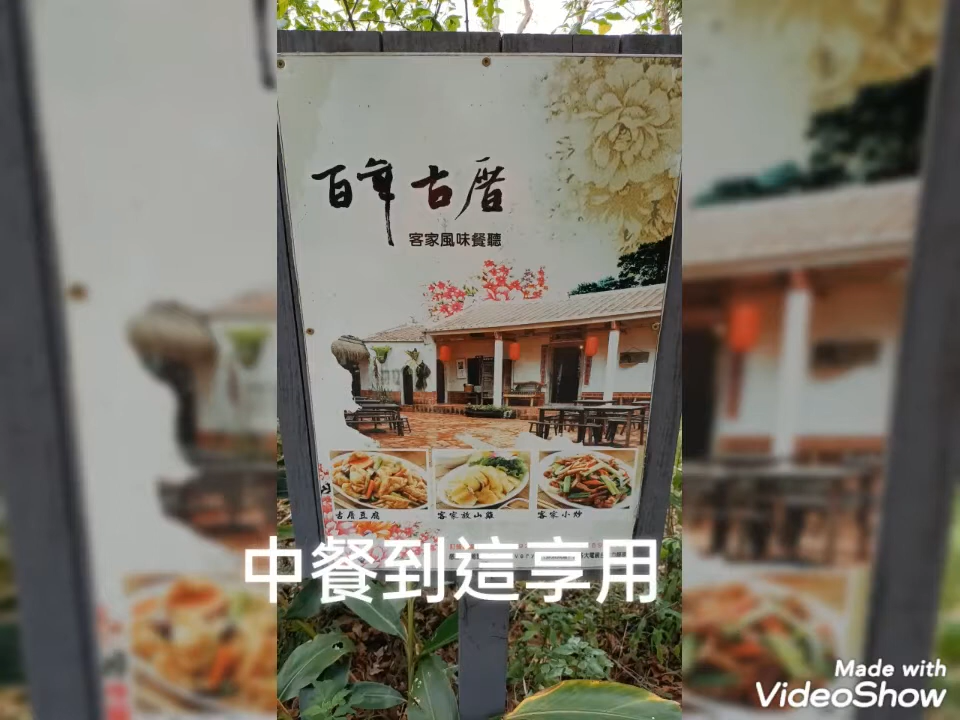 百年古厝
客家風味餐廳
古厝豆腐
客家放山雞
客家小炒
中餐到這享用
Made with
VideoShow